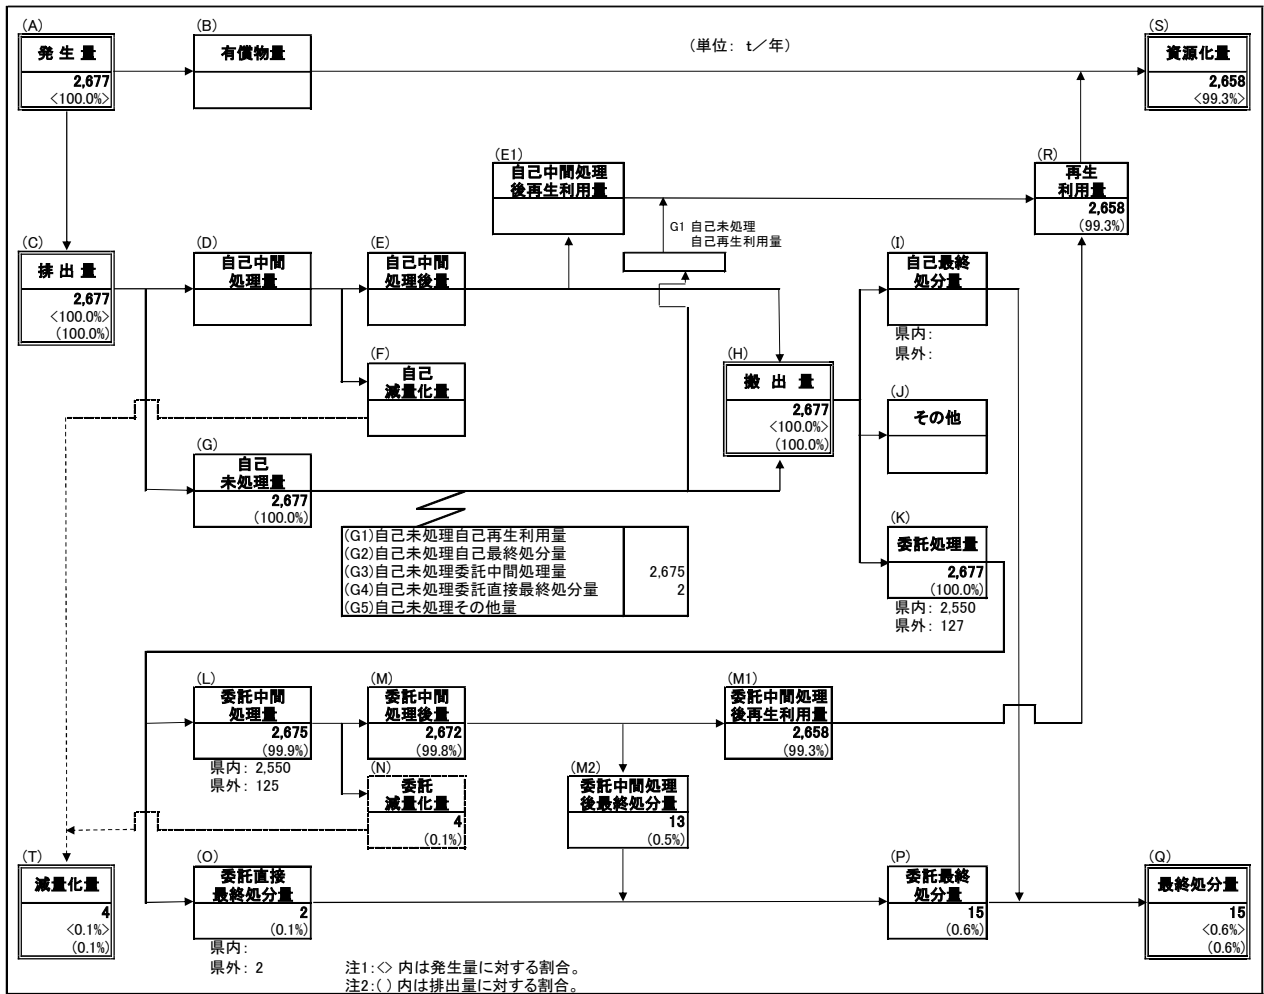 (A)
発生量
2,677
<100.0%>
(B)
有償物量
(単位: t/年)
(S)
資源化量
2,658
<99.3%>
(E1)
自己中間処理
後再生利用量
(R)
再生
利用量
2,658
(99.3%)
G1 自己未処理
自己再生利用量
(C)
排出量
2,677
<100.0%>
(100.0%)
(D)
自己中間
処理量
(E)
自己中間
処理後量
(I)
自己最終
処分量
県内:
県外:
(F)
自己
減量化量
(H)
搬出量
2,677
<100.0%>
(100.0%)
(J)
その他
(G)
自己
未処理量
2,677
(100.0%)
(G1)自己未処理自己再生利用量
(G2)自己未処理自己最終処分量
(G3)自己未処理委託中間処理量 2,675
(G4)自己未処理委託直接最終処分量 2
(G5)自己未処理その他量
(K)
委託処理量
2,677
(100.0%)
県内: 2,550
県外: 127
(L)
委託中間
処理量
2,675
(99.9%)
県内: 2,550
県外: 125
(M)
委託中間
処理後量
2,672
(99.8%)
(M1)
委託中間処理
後再生利用量
2,658
(99.3%)
(N)
委託
減量化量
4
(0.1%)
(M2)
委託中間処理
後最終処分量
13
(0.5%)
(T)
減量化量
4
<0.1%>
(0.1%)
(O)
委託直接
最終処分量
2
(0.1%)
県内:
県外: 2
(P)
委託最終
処分量
15
(0.6%)
(Q)
最終処分量
15
<0.6%>
(0.6%)
注1:<> 内は発生量に対する割合。
注2:( ) 内は排出量に対する割合。